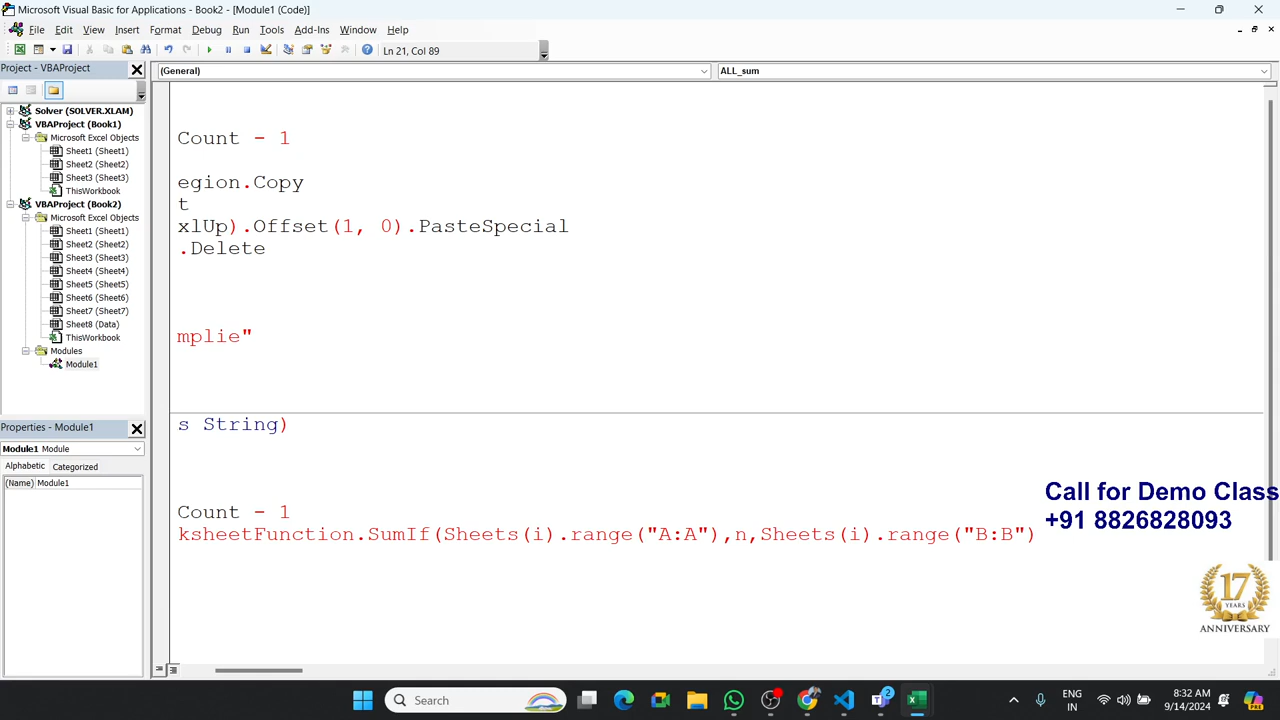 Microsoft Visual Basic for Applications - Book2 - [Module1 (Code)]
File Edit View Insert Format Debug Run Tools Add-Ins Window Help
Ln 21, Col 89
Project - VBAProject
(General) ALL_sum
Solver (SOLVER.XLAM)
VBAProject (Book1)
Microsoft Excel Objects
Sheet1 (Sheet1)
Sheet2 (Sheet2)
Sheet3 (Sheet3)
ThisWorkbook
VBAProject (Book2)
Microsoft Excel Objects
Sheet1 (Sheet1)
Sheet2 (Sheet2)
Sheet3 (Sheet3)
Sheet4 (Sheet4)
Sheet5 (Sheet5)
Sheet6 (Sheet6)
Sheet7 (Sheet7)
Sheet8 (Data)
ThisWorkbook
Modules
Module1
Properties - Module1
Module1 Module
Alphabetic Categorized
(Name) Module1
Count - 1
egion.Copy
t
xlUp).Offset(1, 0).PasteSpecial
.Delete
mplie"
s String)
Count - 1
ksheetFunction.SumIf(Sheets(i).range("A:A"),n,Sheets(i).range("B:B")
Call for Demo Class
+91 8826828093
17
YEARS
ANNIVERSARY
Search
2
ENG
IN
8:32 AM
9/14/2024